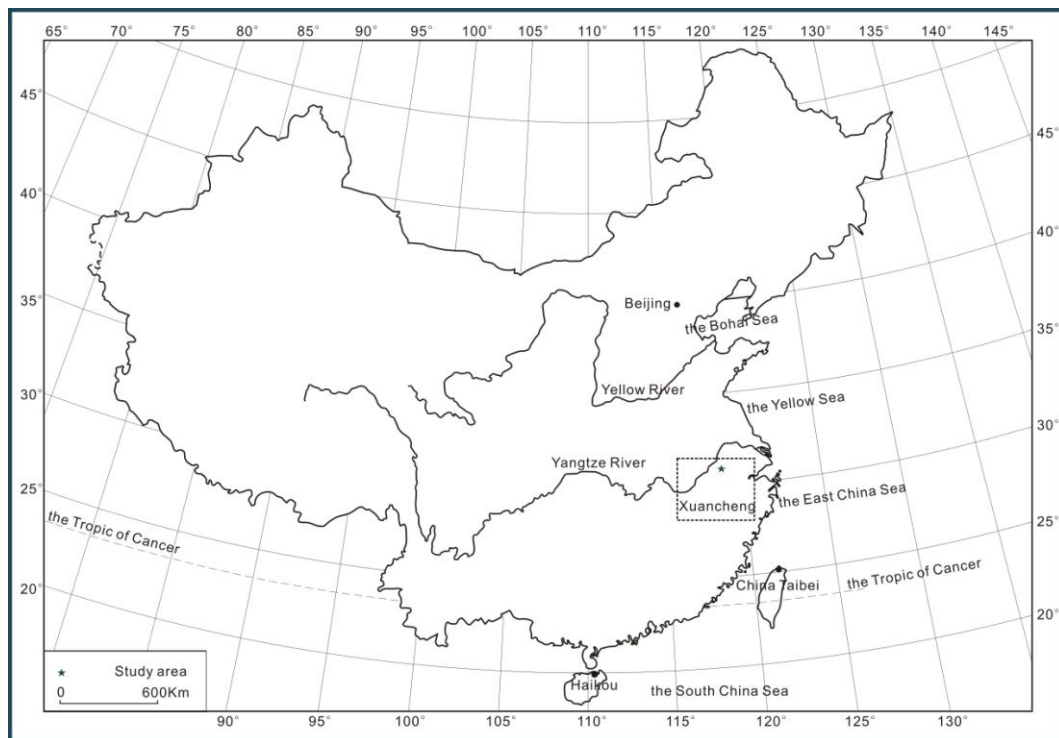 65° 70° 75° 80° 85° 90° 95° 100° 105° 110° 115° 120° 125° 130° 135° 140° 145°
45°
45°
40°
40°
Beijing
35°
the Bohai Sea
35°
Yellow River
30°
the Yellow Sea
30°
Yangtze River
25°
Xuancheng
the East China Sea
25°
the Tropic of Cancer
the Tropic of Cancer
China Taibei
20°
20°
Study area
0 600Km
Haikou
the South China Sea
90° 95° 100° 105° 110° 115° 120° 125° 130°